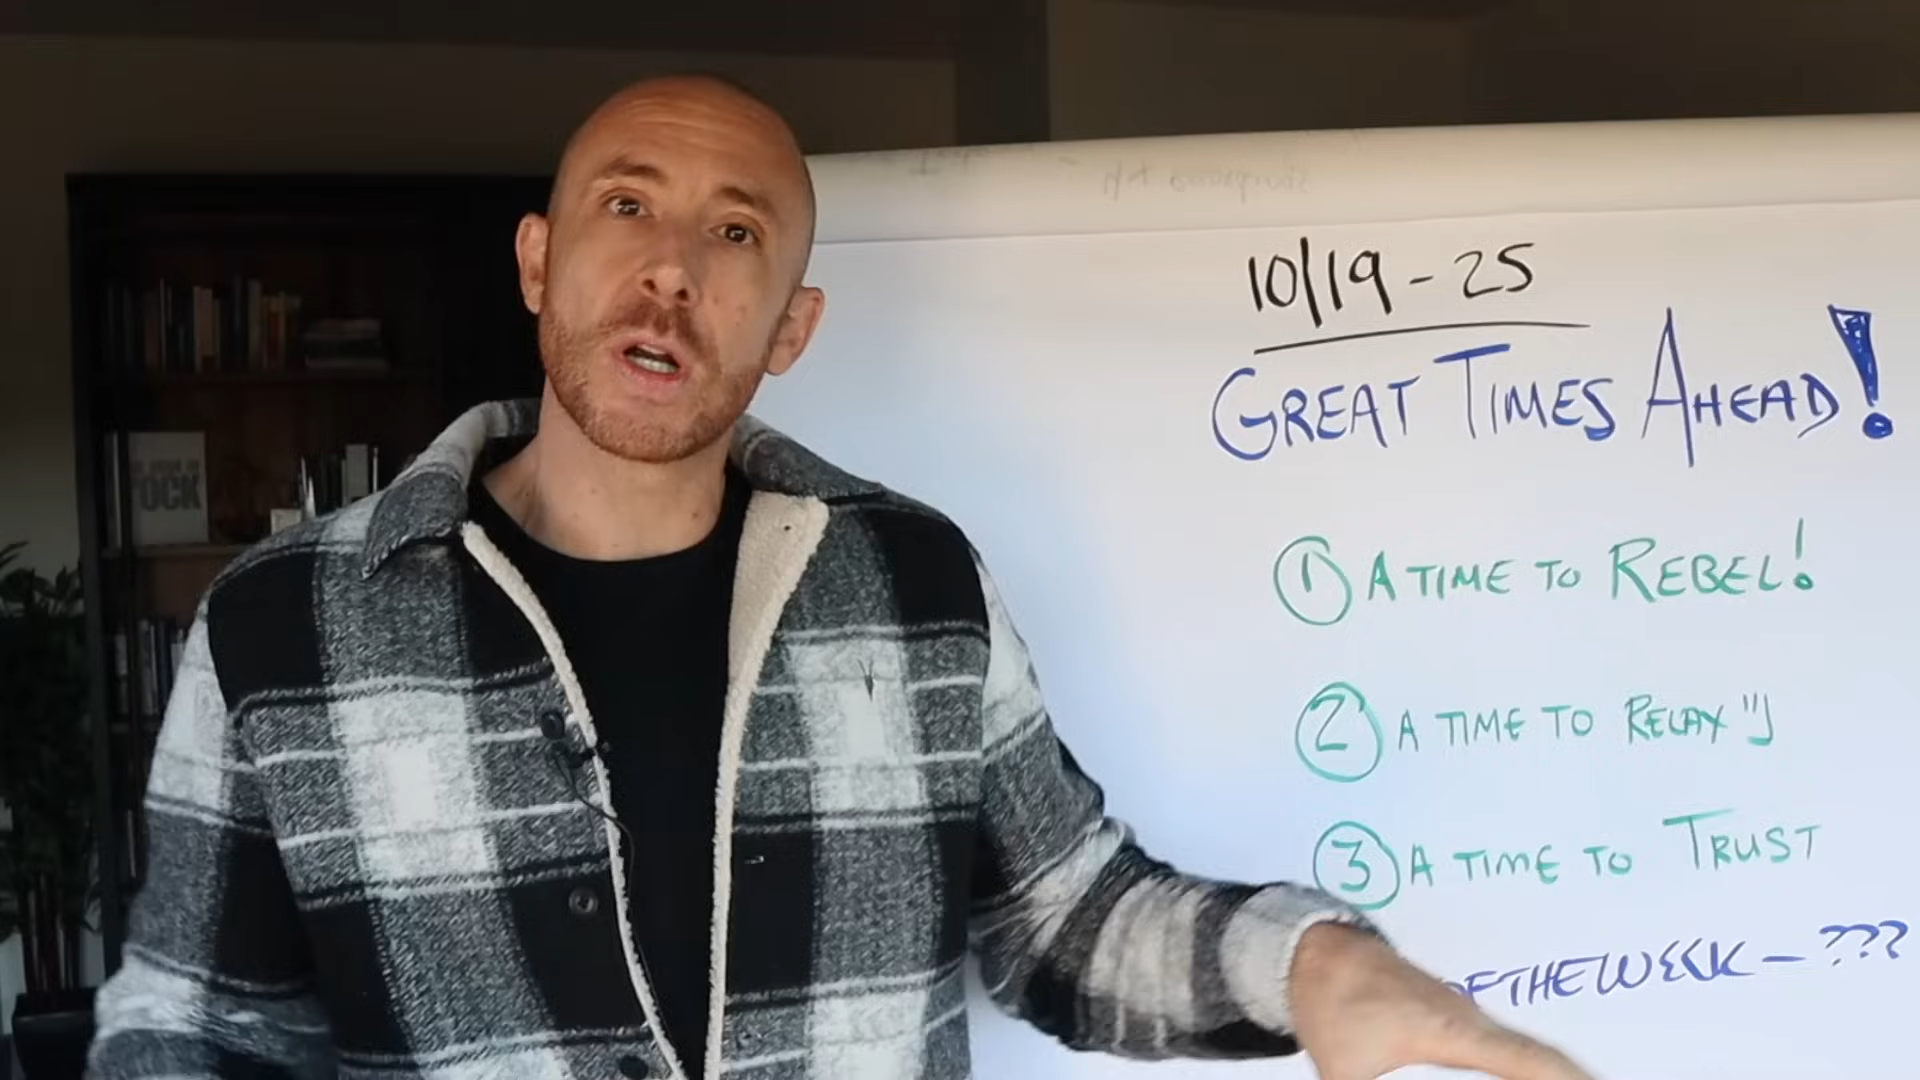 10/19-25
GREAT TIMES AHEAD!
1 A TIME TO REBEL!
2 A TIME TO RELAX "J
3 A TIME TO TRUST
OF THE WEEK - ???
OCK